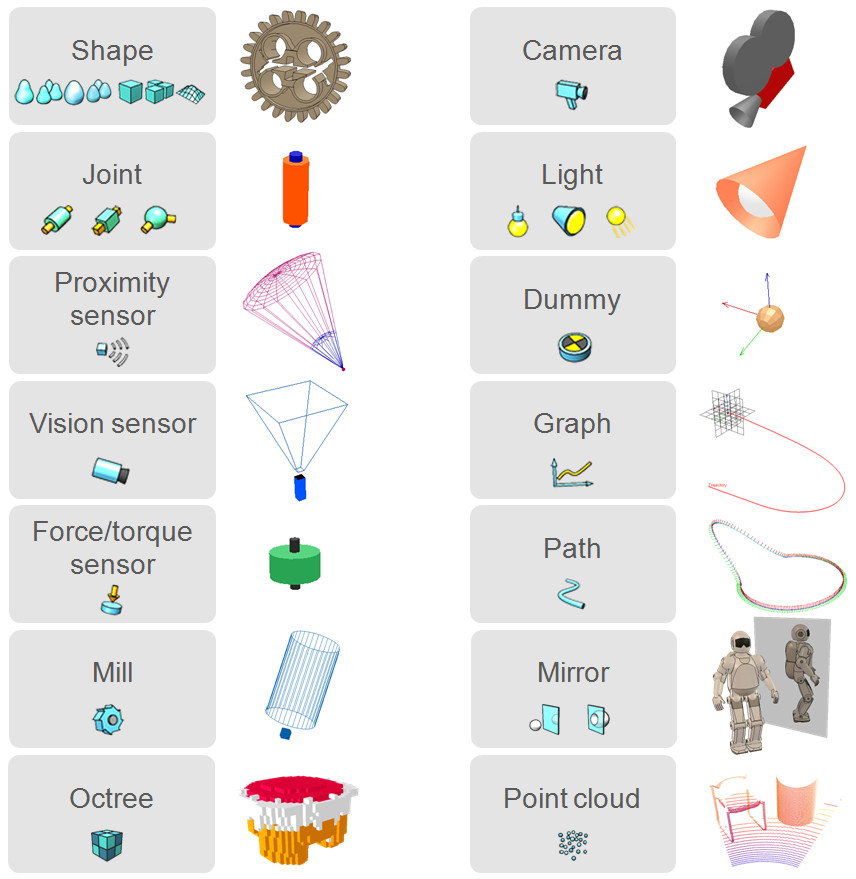 Shape
Camera
Joint
Light
Proximity
sensor
Dummy
Vision sensor
Graph
Trajectory
Force/torque
sensor
Path
Mill
Mirror
Octree
Point cloud